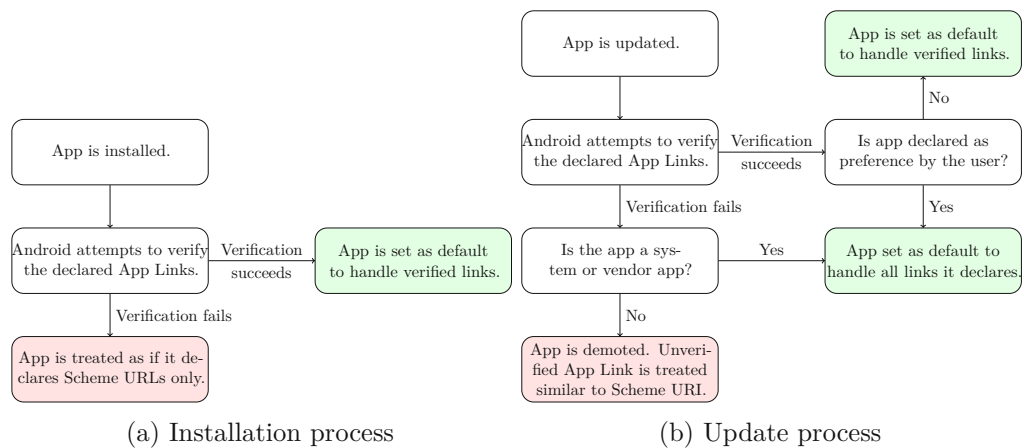 App is installed.
Android attempts to verify
the declared App Links.
Verification
succeeds
App is set as default
to handle verified links.
Verification fails
App is treated as if it de-
clares Scheme URLs only.
(a) Installation process
App is updated.
Android attempts to verify
the declared App Links.
Verification
succeeds
Is app declared as
preference by the user?
No
App is set as default
to handle verified links.
Yes
Verification fails
Is the app a sys-
tem or vendor app?
Yes
App set as default to
handle all links it declares.
No
App is demoted. Unveri-
fied App Link is treated
similar to Scheme URI.
(b) Update process